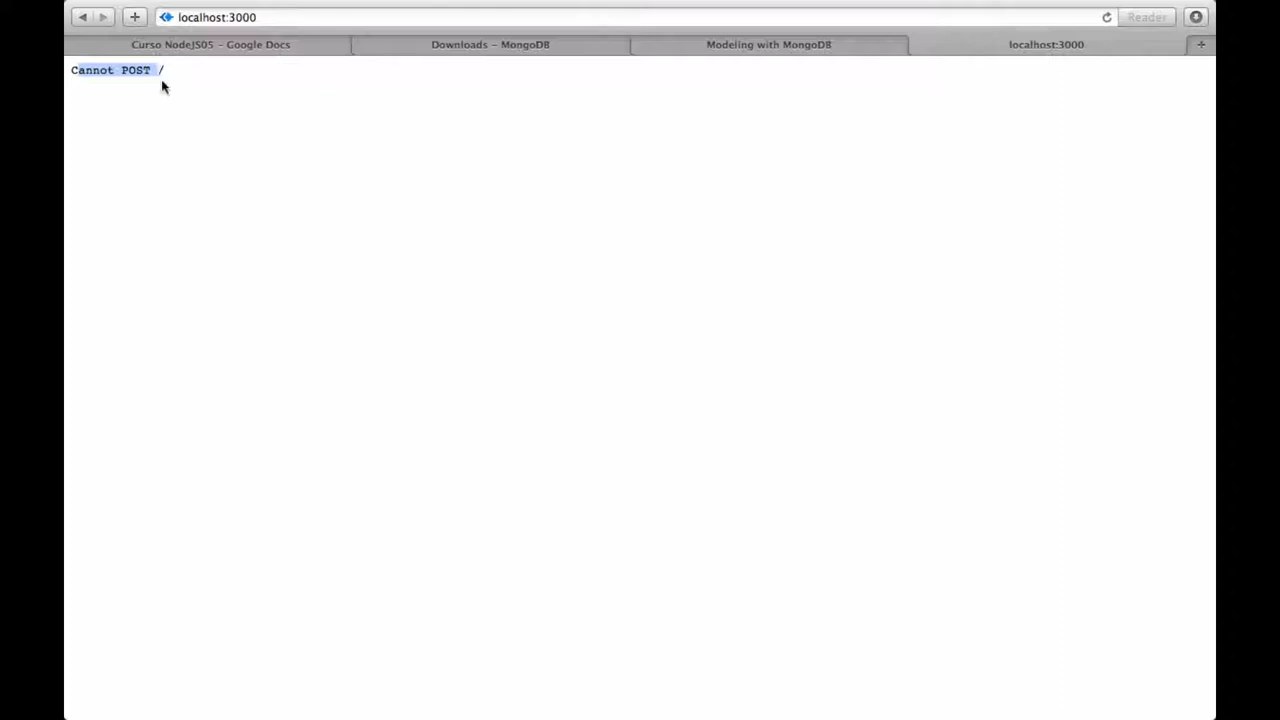 localhost:3000
Reader
Curso NodeJS05 – Google Docs
Downloads – MongoDB
Modeling with MongoDB
localhost:3000
Cannot POST /